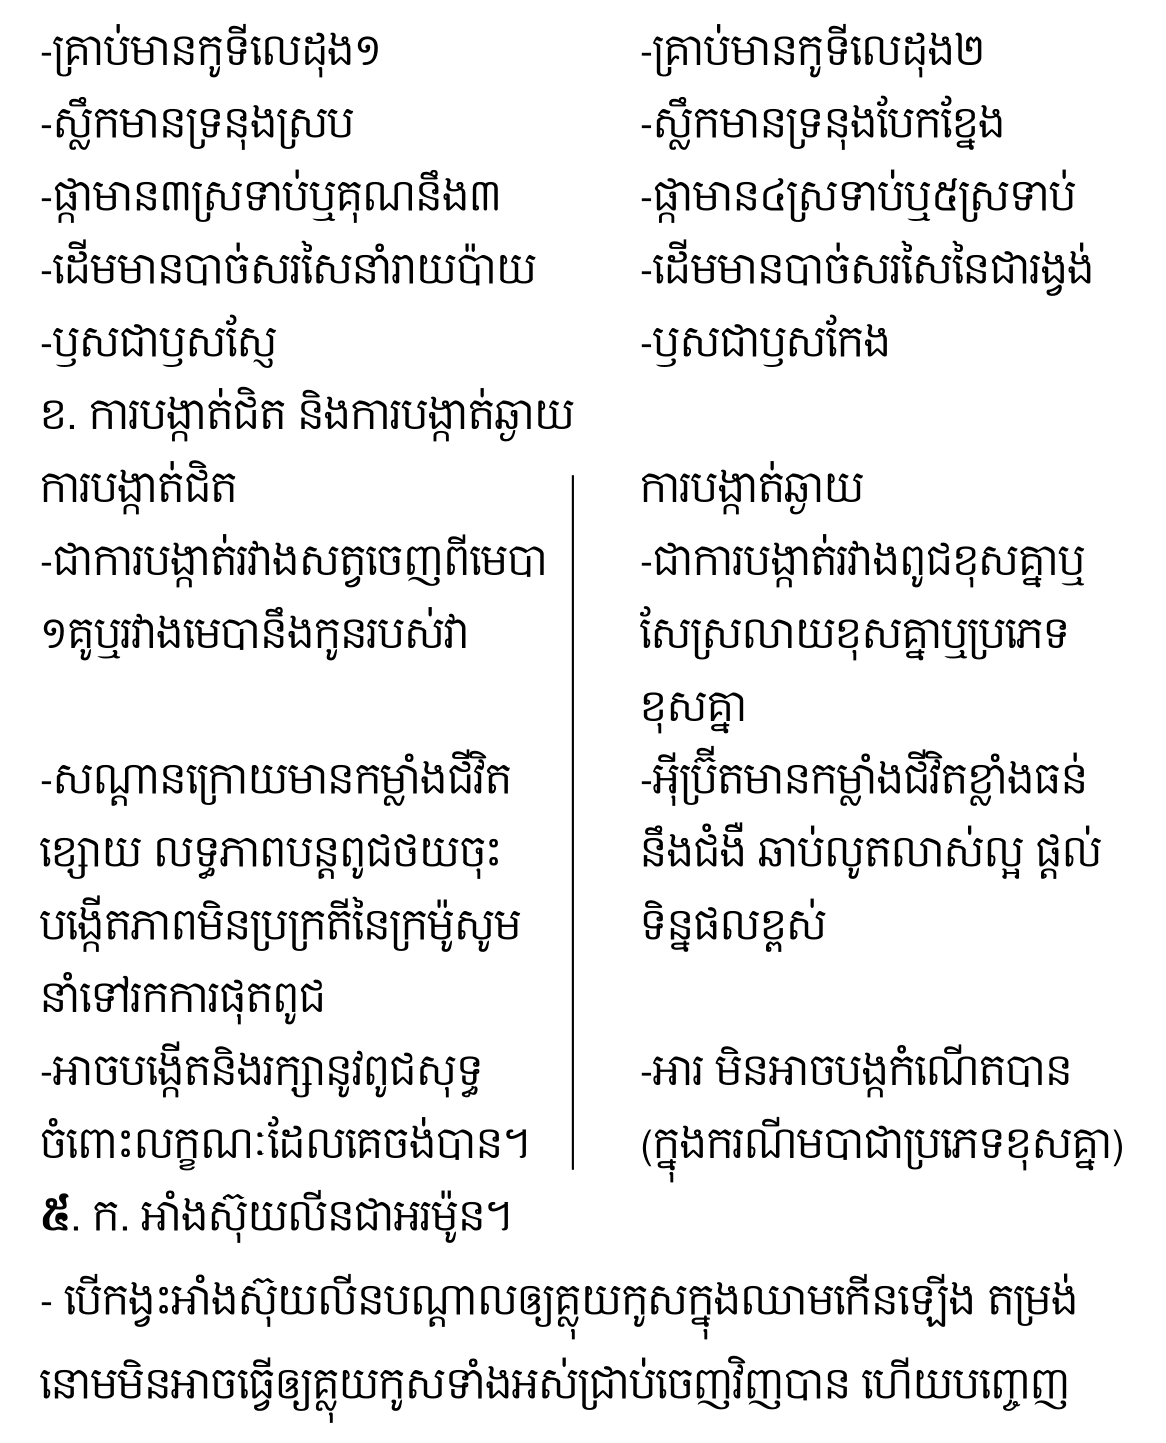 -គ្រាប់មានកូទីលេដុង១ -គ្រាប់មានកូទីលេដុង២
-ស្លឹកមានទ្រនុងស្រប -ស្លឹកមានទ្រនុងបែកខ្នែង
-ផ្កាមាន៣ស្រទាប់ឬគុណនឹង៣ -ផ្កាមាន៤ស្រទាប់ឬ៥ស្រទាប់
-ដើមមានបាច់សរសៃនាំរាយប៉ាយ -ដើមមានបាច់សរសៃនៃជារង្វង់
-ឫសជាឫសស្ញែ -ឫសជាឫសកែង
ខ. ការបង្កាត់ជិត និងការបង្កាត់ឆ្ងាយ
ការបង្កាត់ជិត
-ជាការបង្កាត់រវាងសត្វចេញពីមេបា
១គូឬរវាងមេបានឹងកូនរបស់វា
-សណ្ដានក្រោយមានកម្លាំងជីវិត
ខ្សោយ លទ្ធភាពបន្តពូជថយចុះ
បង្កើតភាពមិនប្រក្រតីនៃក្រម៉ូសូម
នាំទៅរកការផុតពូជ
-អាចបង្កើតនិងរក្សានូវពូជសុទ្ធ
ចំពោះលក្ខណៈដែលគេចង់បាន។
ការបង្កាត់ឆ្ងាយ
-ជាការបង្កាត់រវាងពូជខុសគ្នាឬ
សែស្រលាយខុសគ្នាឬប្រភេទ
ខុសគ្នា
-អ៊ីប្រ៊ីតមានកម្លាំងជីវិតខ្លាំងធន់
នឹងជំងឺ ឆាប់លូតលាស់ល្អ ផ្តល់
ទិន្នផលខ្ពស់
-អារ មិនអាចបង្កកំណើតបាន
(ក្នុងករណីមបាជាប្រភេទខុសគ្នា)
៥. ក. អាំងស៊ុយលីនជាអរម៉ូន។
- បើកង្វះអាំងស៊ុយលីនបណ្តាលឲ្យគ្លុយកូសក្នុងឈាមកើនឡើង តម្រង់
នោមមិនអាចធ្វើឲ្យគ្លុយកូសទាំងអស់ជ្រាប់ចេញវិញបាន ហើយបញ្ចេញ